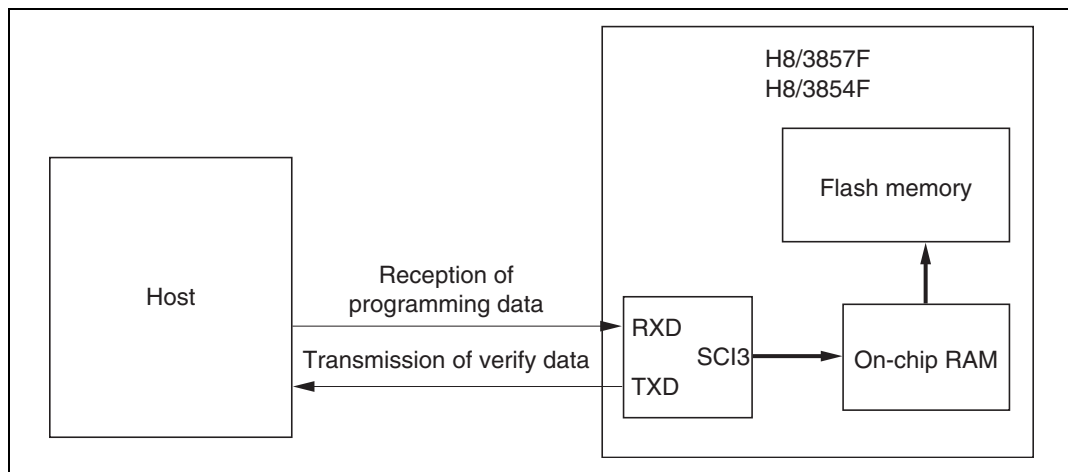 H8/3857F
H8/3854F
Flash memory
Host
Reception of
programming data
RXD
SCI3
On-chip RAM
Transmission of verify data
TXD